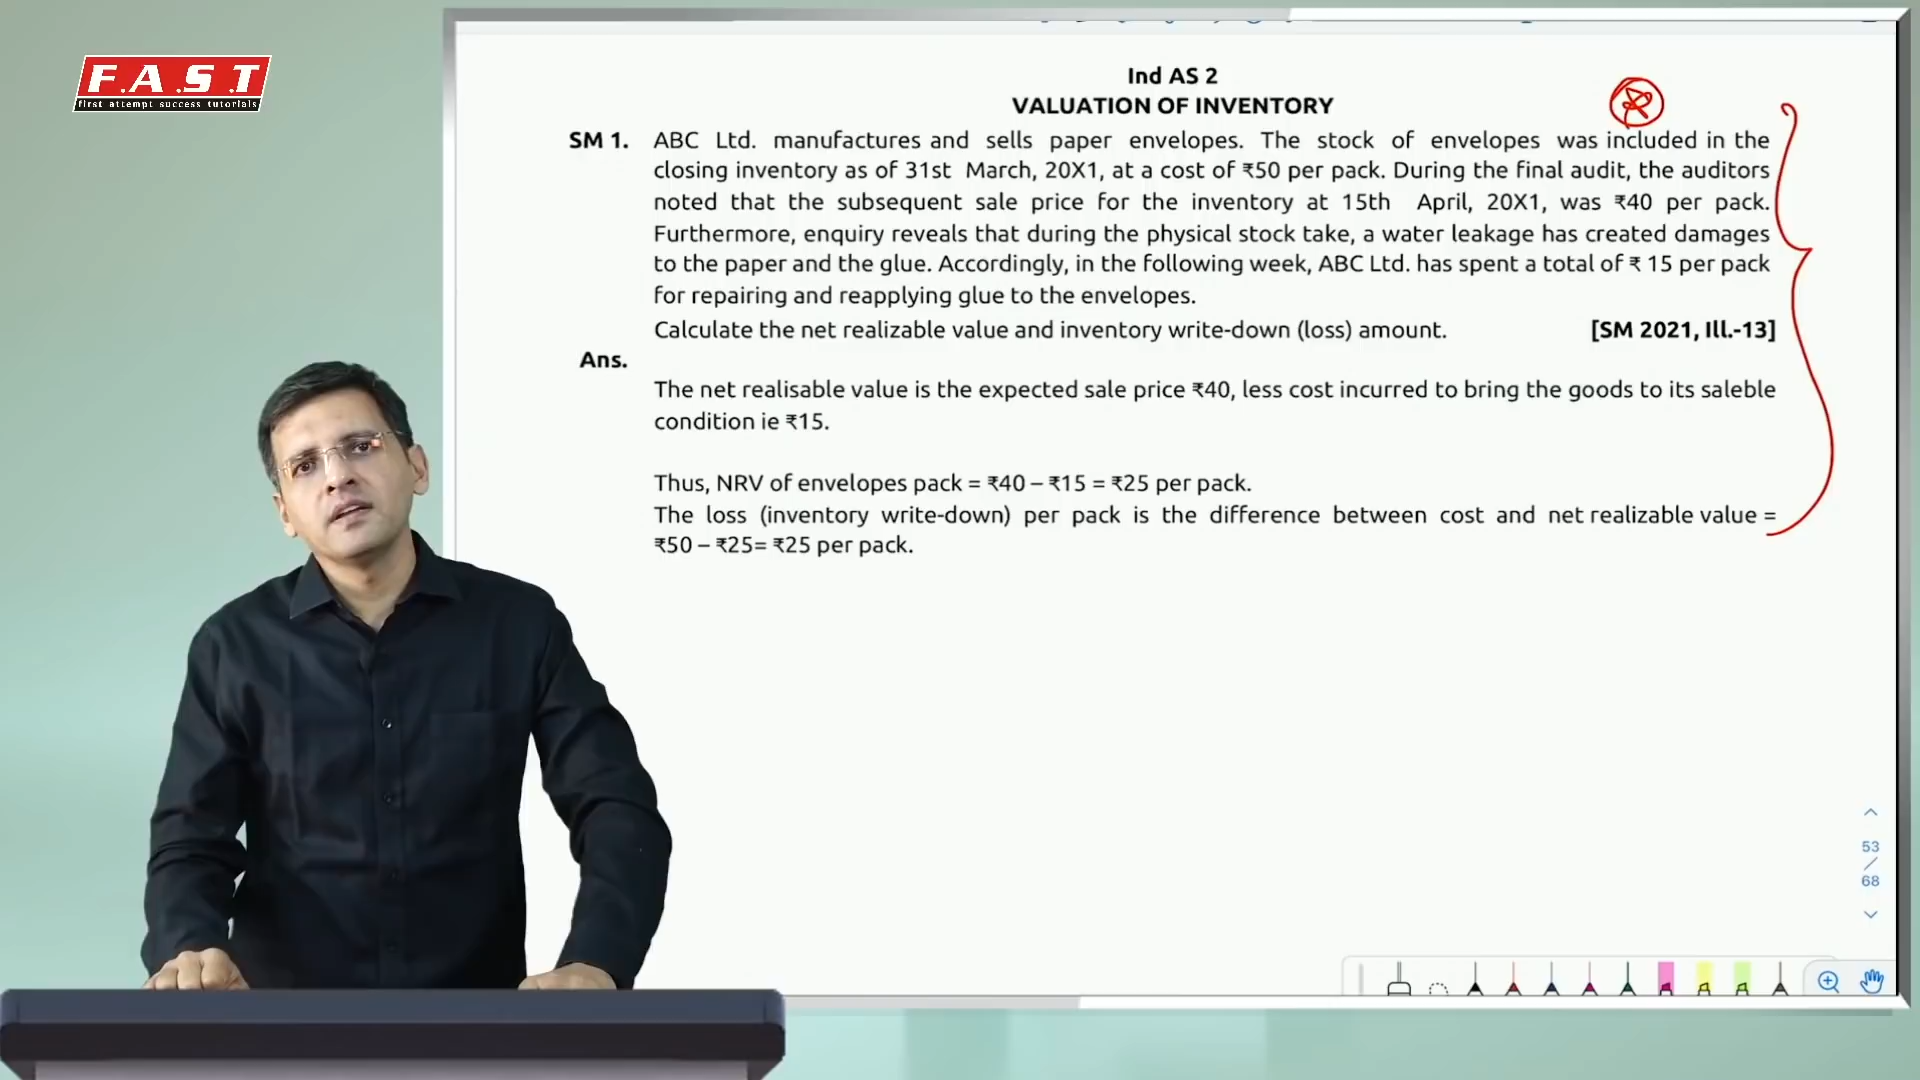 F.A.S.T
first attempt success tutorials
Ind AS 2
VALUATION OF INVENTORY
R
SM 1. ABC Ltd. manufactures and sells paper envelopes. The stock of envelopes was included in the
closing inventory as of 31st March, 20X1, at a cost of ₹50 per pack. During the final audit, the auditors
noted that the subsequent sale price for the inventory at 15th April, 20X1, was ₹40 per pack.
Furthermore, enquiry reveals that during the physical stock take, a water leakage has created damages
to the paper and the glue. Accordingly, in the following week, ABC Ltd. has spent a total of ₹ 15 per pack
for repairing and reapplying glue to the envelopes.
Calculate the net realizable value and inventory write-down (loss) amount. [SM 2021, Ill.-13]
Ans.
The net realisable value is the expected sale price ₹40, less cost incurred to bring the goods to its saleble
condition ie ₹15.
Thus, NRV of envelopes pack = ₹40 – ₹15 = ₹25 per pack.
The loss (inventory write-down) per pack is the difference between cost and net realizable value =
₹50 – ₹25= ₹25 per pack.
53
/
68